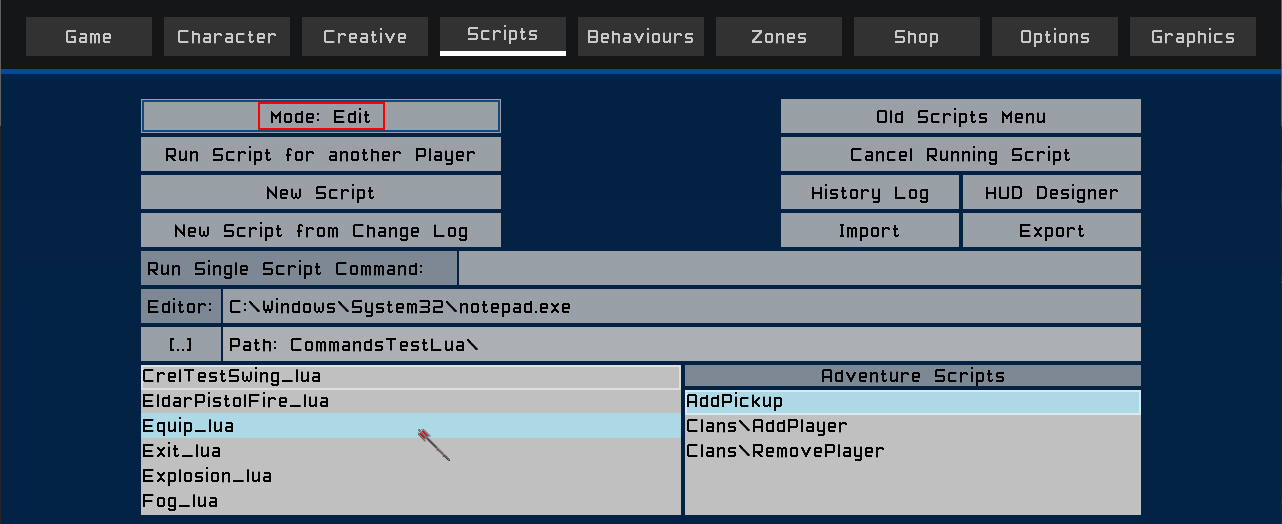 Game Character Creative Scripts Behaviours Zones Shop Options Graphics
Mode: Edit Old Scripts Menu
Run Script for another Player Cancel Running Script
New Script History Log HUD Designer
New Script from Change Log Import Export
Run Single Script Command:
Editor: C:\Windows\System32\notepad.exe
[..] Path: CommandsTestLua\
CrelTestSwing_lua Adventure Scripts
EldarPistolFire_lua AddPickup
Equip_lua Clans\AddPlayer
Exit_lua Clans\RemovePlayer
Explosion_lua
Fog_lua